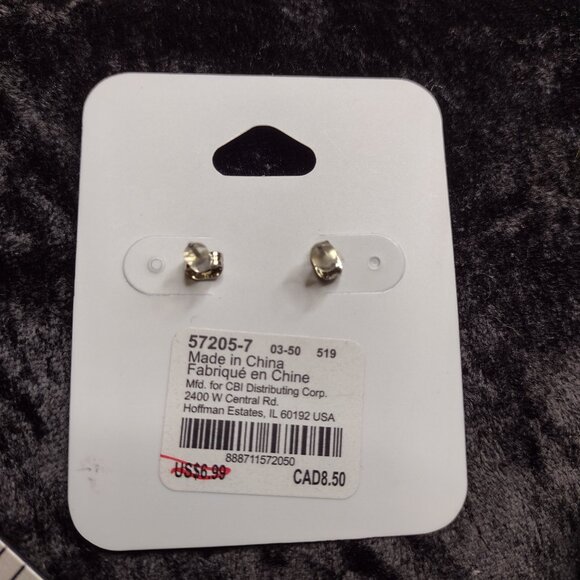 57205-7 03-50 519
Made in China
Fabriqué en Chine
Mfd. for CBI Distributing Corp.
2400 W Central Rd.
Hoffman Estates, IL 60192 USA
888711572050
US$6.99 CAD8.50